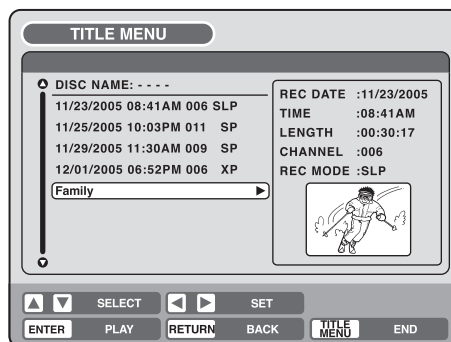 TITLE MENU
DISC NAME: - - - -
11/23/2005 08:41AM 006 SLP
11/25/2005 10:03PM 011 SP
11/29/2005 11:30AM 009 SP
12/01/2005 06:52PM 006 XP
Family
REC DATE :11/23/2005
TIME :08:41AM
LENGTH :00:30:17
CHANNEL :006
REC MODE :SLP
SELECT SET
ENTER PLAY RETURN BACK TITLE MENU END